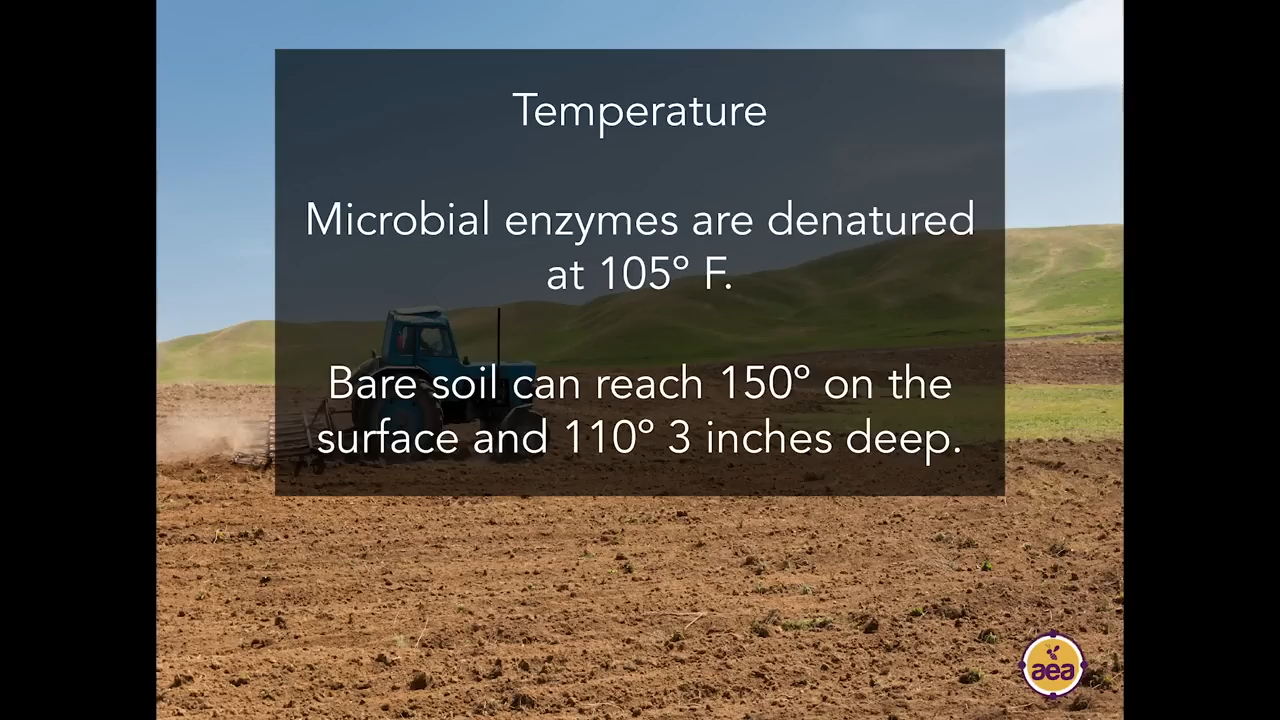 Temperature
Microbial enzymes are denatured
at 105° F.
Bare soil can reach 150° on the
surface and 110° 3 inches deep.
aea